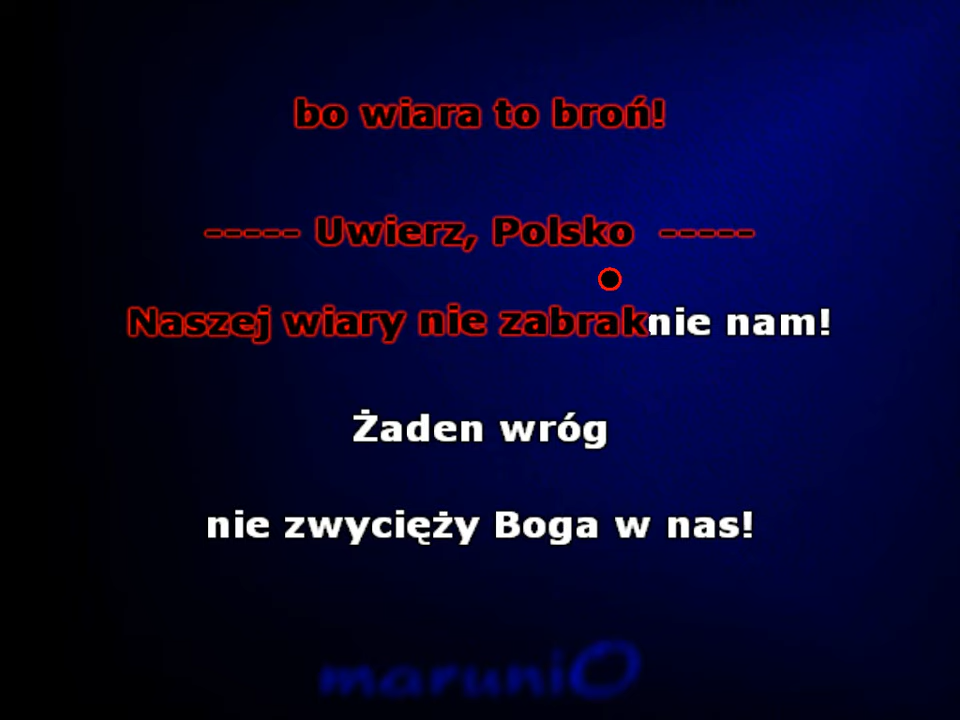 bo wiara to broń!
----- Uwierz, Polsko -----
Naszej wiary nie zabraknie nam!
Żaden wróg
nie zwycięży Boga w nas!
maruniO